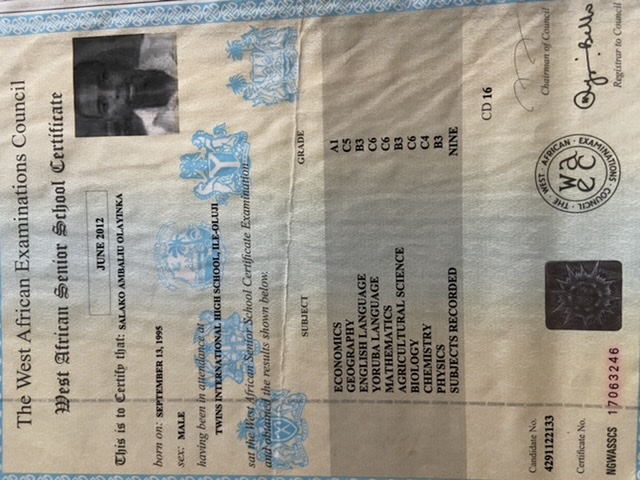 The West African Examinations Council
West African Senior School Certificate
JUNE 2012
This is to Certify that: SALAKO AMBALIU OLAYINKA
born on: SEPTEMBER 13, 1995
sex: MALE
having been in attendance at
TWINS INTERNATIONAL HIGH SCHOOL, ILE-OLUJI
sat the West African Senior School Certificate Examination
and obtained the results shown below.
SUBJECT GRADE
ECONOMICS A1
GEOGRAPHY C5
ENGLISH LANGUAGE B3
YORUBA LANGUAGE C6
MATHEMATICS C6
AGRICULTURAL SCIENCE B3
BIOLOGY C6
CHEMISTRY C4
PHYSICS B3
SUBJECTS RECORDED NINE
CD 16
Candidate No.
4291122133
Chairman of Council
Certificate No.
NGWASSCS 17063246
THE WEST AFRICAN EXAMINATIONS COUNCIL
waec
Registrar to Council